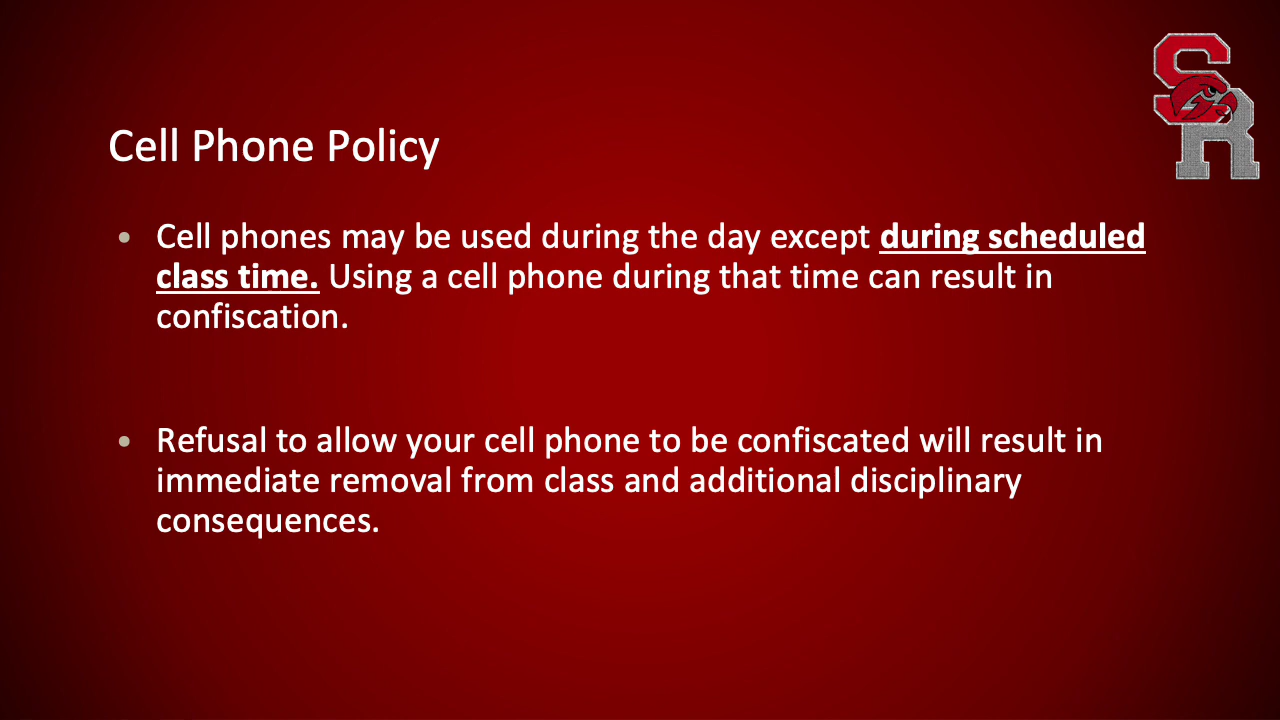 SR
Cell Phone Policy
• Cell phones may be used during the day except during scheduled
class time. Using a cell phone during that time can result in
confiscation.
• Refusal to allow your cell phone to be confiscated will result in
immediate removal from class and additional disciplinary
consequences.